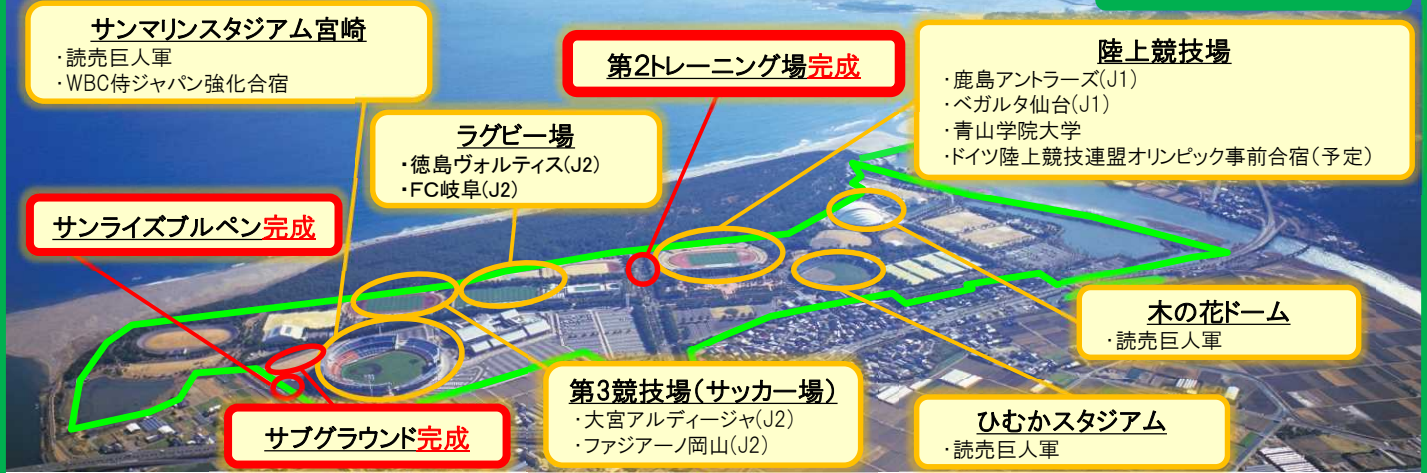 サンマリンスタジアム宮崎
・読売巨人軍
・WBC侍ジャパン強化合宿
第2トレーニング場完成
陸上競技場
・鹿島アントラーズ(J1)
・ベガルタ仙台(J1)
・青山学院大学
・ドイツ陸上競技連盟オリンピック事前合宿(予定)
ラグビー場
・徳島ヴォルティス(J2)
・FC岐阜(J2)
サンライズブルペン完成
木の花ドーム
・読売巨人軍
第3競技場(サッカー場)
・大宮アルディージャ(J2)
・ファジアーノ岡山(J2)
サブグラウンド完成
ひむかスタジアム
・読売巨人軍